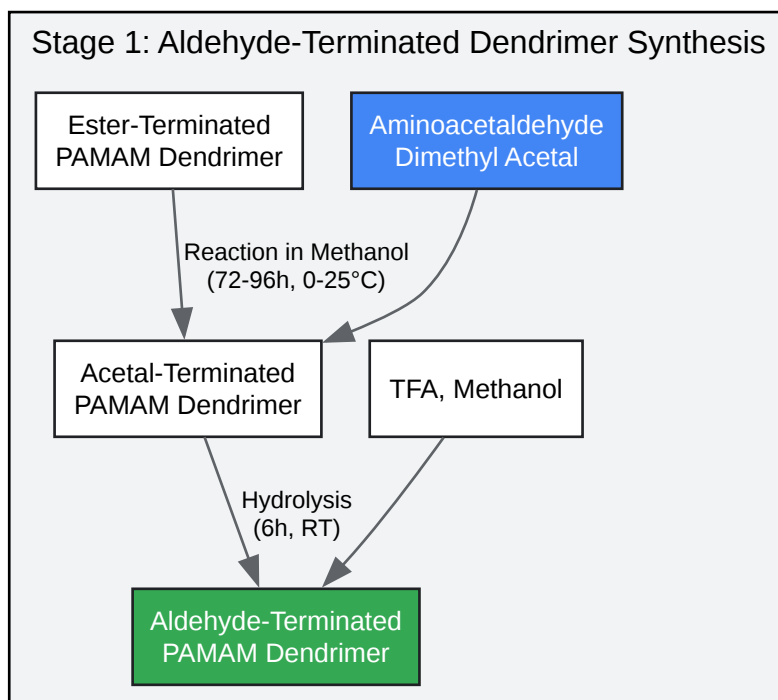 Stage 1: Aldehyde-Terminated Dendrimer Synthesis
Ester-Terminated
PAMAM Dendrimer
Aminoacetaldehyde
Dimethyl Acetal
Reaction in Methanol
(72-96h, 0-25°C)
Acetal-Terminated
PAMAM Dendrimer
TFA, Methanol
Hydrolysis
(6h, RT)
Aldehyde-Terminated
PAMAM Dendrimer